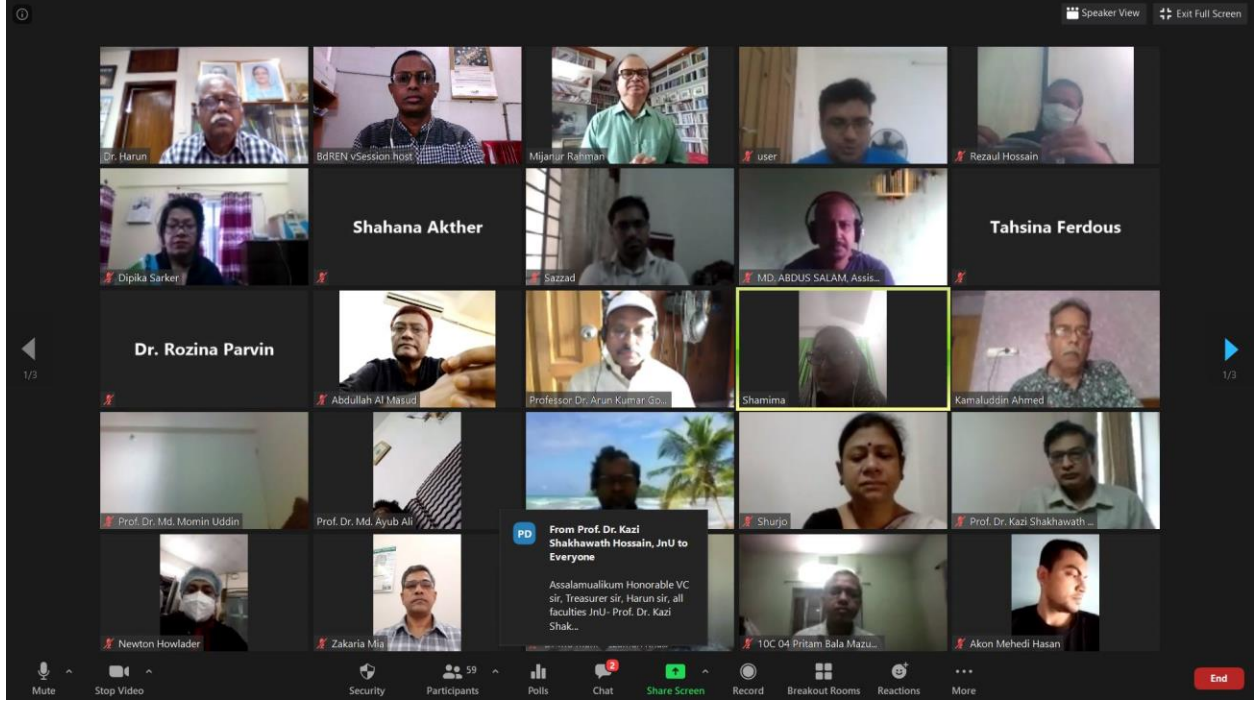 Speaker View
Exit Full Screen
Dr. Harun
BdREN vSession host
Mijanur Rahman
user
Rezaul Hossain
Dipika Sarker
Shahana Akther
Sazzad
MD. ABDUS SALAM, Assis...
Tahsina Ferdous
Dr. Rozina Parvin
Abdullah Al Masud
Professor Dr. Arun Kumar Go...
Shamima
Kamaluddin Ahmed
1/3
1/3
Prof. Dr. Md. Momin Uddin
Prof. Dr. Md. Ayub Ali
Shurjo
Prof. Dr. Kazi Shakhawath ...
PD
From Prof. Dr. Kazi
Shakhawath Hossain, JnU to
Everyone
Assalamualikum Honorable VC
sir, Treasurer sir, Harun sir, all
faculties JnU- Prof. Dr. Kazi
Shak...
Newton Howlader
Zakaria Mia
10C 04 Pritam Bala Mazu...
Akon Mehedi Hasan
Mute
Stop Video
Security
59
Participants
Polls
2
Chat
Share Screen
Record
Breakout Rooms
Reactions
More
End